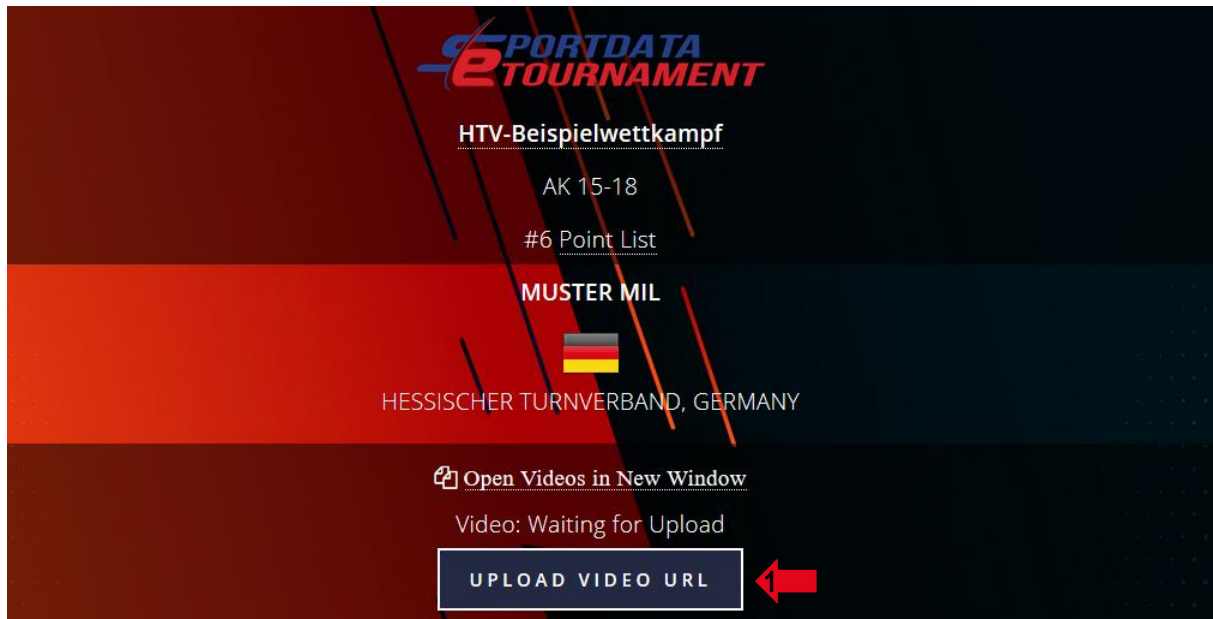 SPORTDATA
eTOURNAMENT
HTV-Beispielwettkampf
AK 15-18
#6 Point List
MUSTER MIL
HESSISCHER TURNVERBAND, GERMANY
Open Videos in New Window
Video: Waiting for Upload
UPLOAD VIDEO URL 1